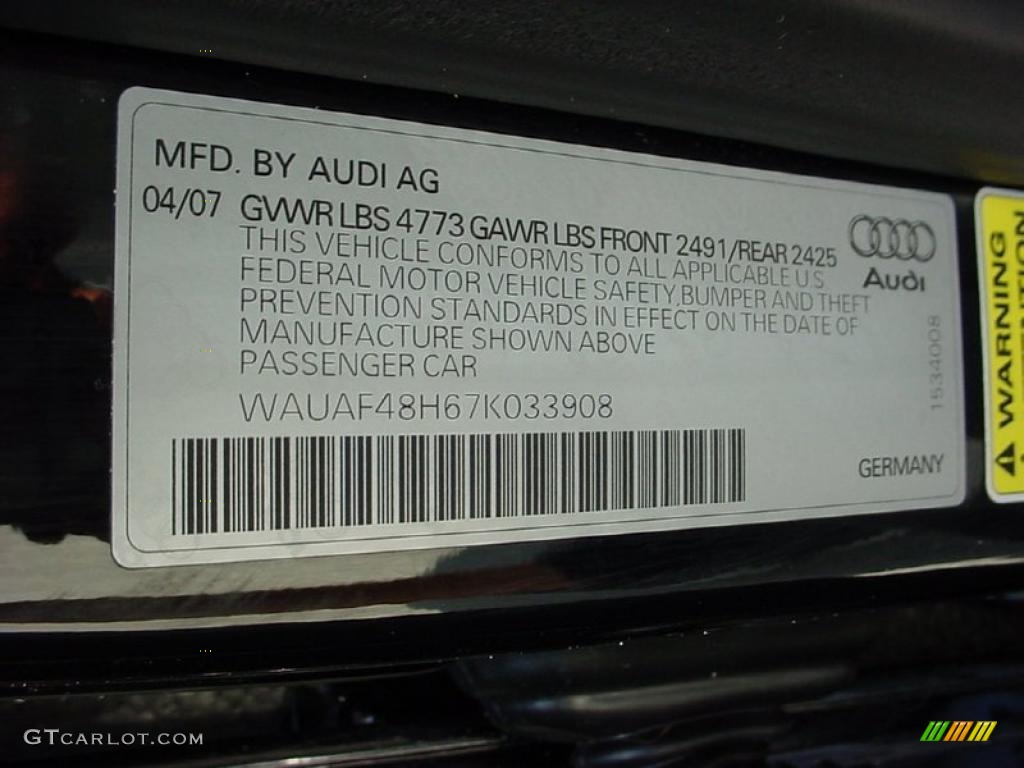 MFD. BY AUDI AG
04/07 GVWR LBS 4773 GAWR LBS FRONT 2491/REAR 2425
THIS VEHICLE CONFORMS TO ALL APPLICABLE U.S.
FEDERAL MOTOR VEHICLE SAFETY,BUMPER AND THEFT
PREVENTION STANDARDS IN EFFECT ON THE DATE OF
MANUFACTURE SHOWN ABOVE
PASSENGER CAR
WAUAF48H67K033908
Audi
1534008
GERMANY
WARNING
GTCARLOT.COM